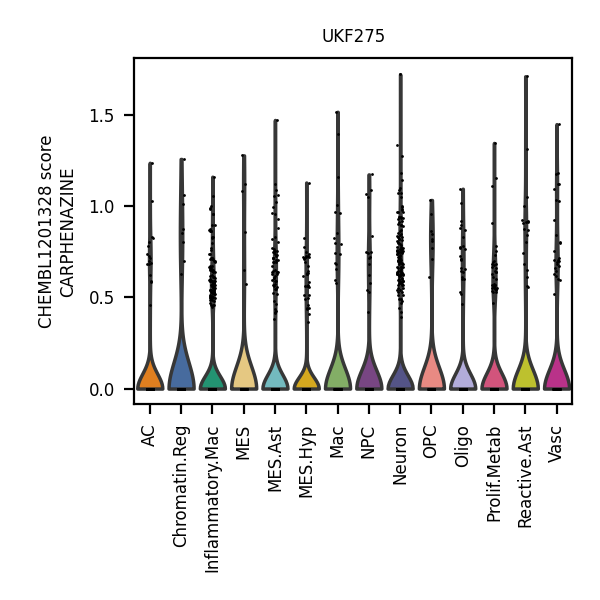 UKF275
CHEMBL1201328 score
CARPHENAZINE
1.5
1.0
0.5
0.0
AC
Chromatin.Reg
Inflammatory.Mac
MES
MES.Ast
MES.Hyp
Mac
NPC
Neuron
OPC
Oligo
Prolif.Metab
Reactive.Ast
Vasc